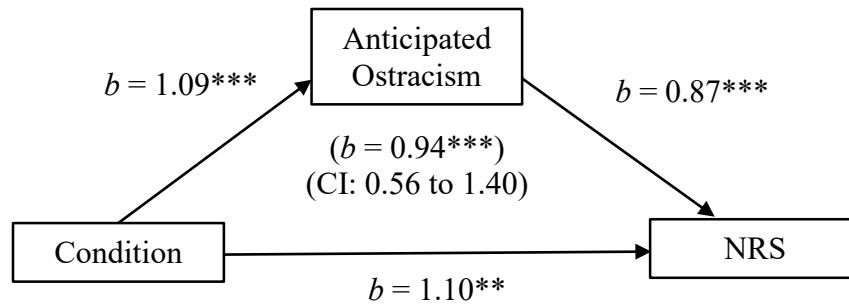 Anticipated
Ostracism
b = 1.09***
b = 0.87***
(b = 0.94***)
(CI: 0.56 to 1.40)
Condition
NRS
b = 1.10**